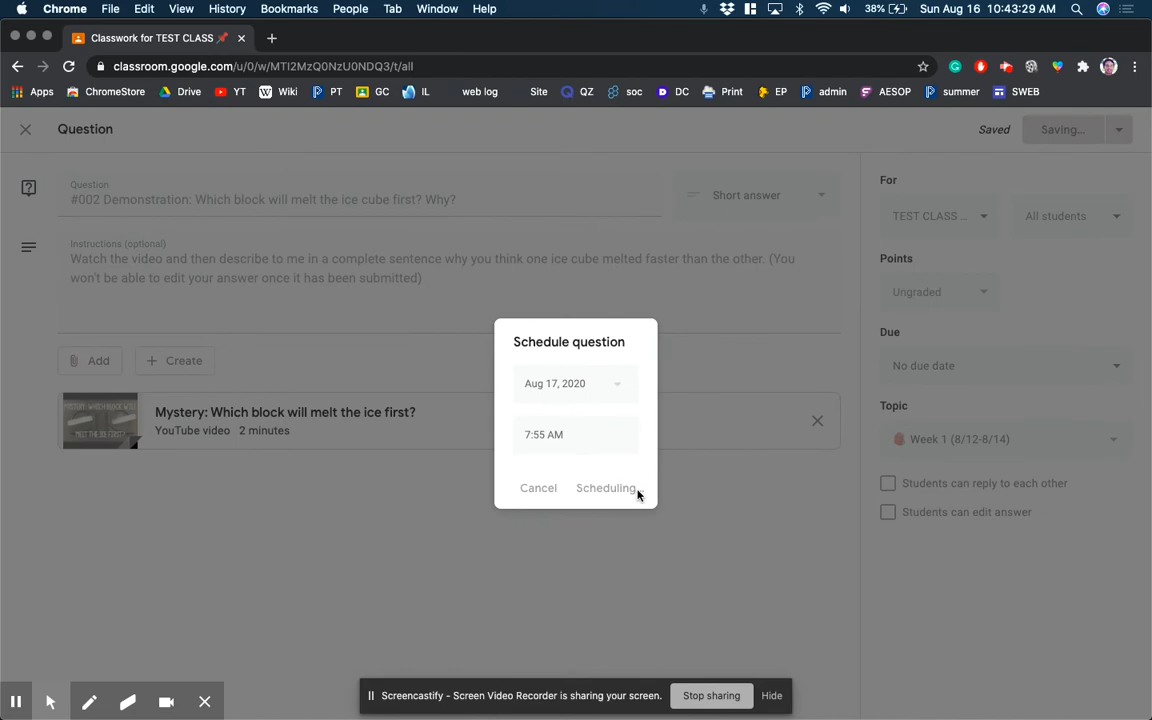 Chrome File Edit View History Bookmarks People Tab Window Help 38% Sun Aug 16 10:43:29 AM
Classwork for TEST CLASS
classroom.google.com/u/0/w/MTI2MzQ0NzU0NDQ3/t/all
Apps ChromeStore Drive YT Wiki PT GC IL web log Site QZ soc DC Print EP admin AESOP summer SWEB
Question Saved Saving...
Question
#002 Demonstration: Which block will melt the ice cube first? Why?
Short answer
Instructions (optional)
Watch the video and then describe to me in a complete sentence why you think one ice cube melted faster than the other. (You
won't be able to edit your answer once it has been submitted)
Add Create
Mystery: Which block will melt the ice first?
YouTube video 2 minutes
Schedule question
Aug 17, 2020
7:55 AM
Cancel Scheduling
For
TEST CLASS ... All students
Points
Ungraded
Due
No due date
Topic
Week 1 (8/12-8/14)
Students can reply to each other
Students can edit answer
Screencastify - Screen Video Recorder is sharing your screen. Stop sharing Hide